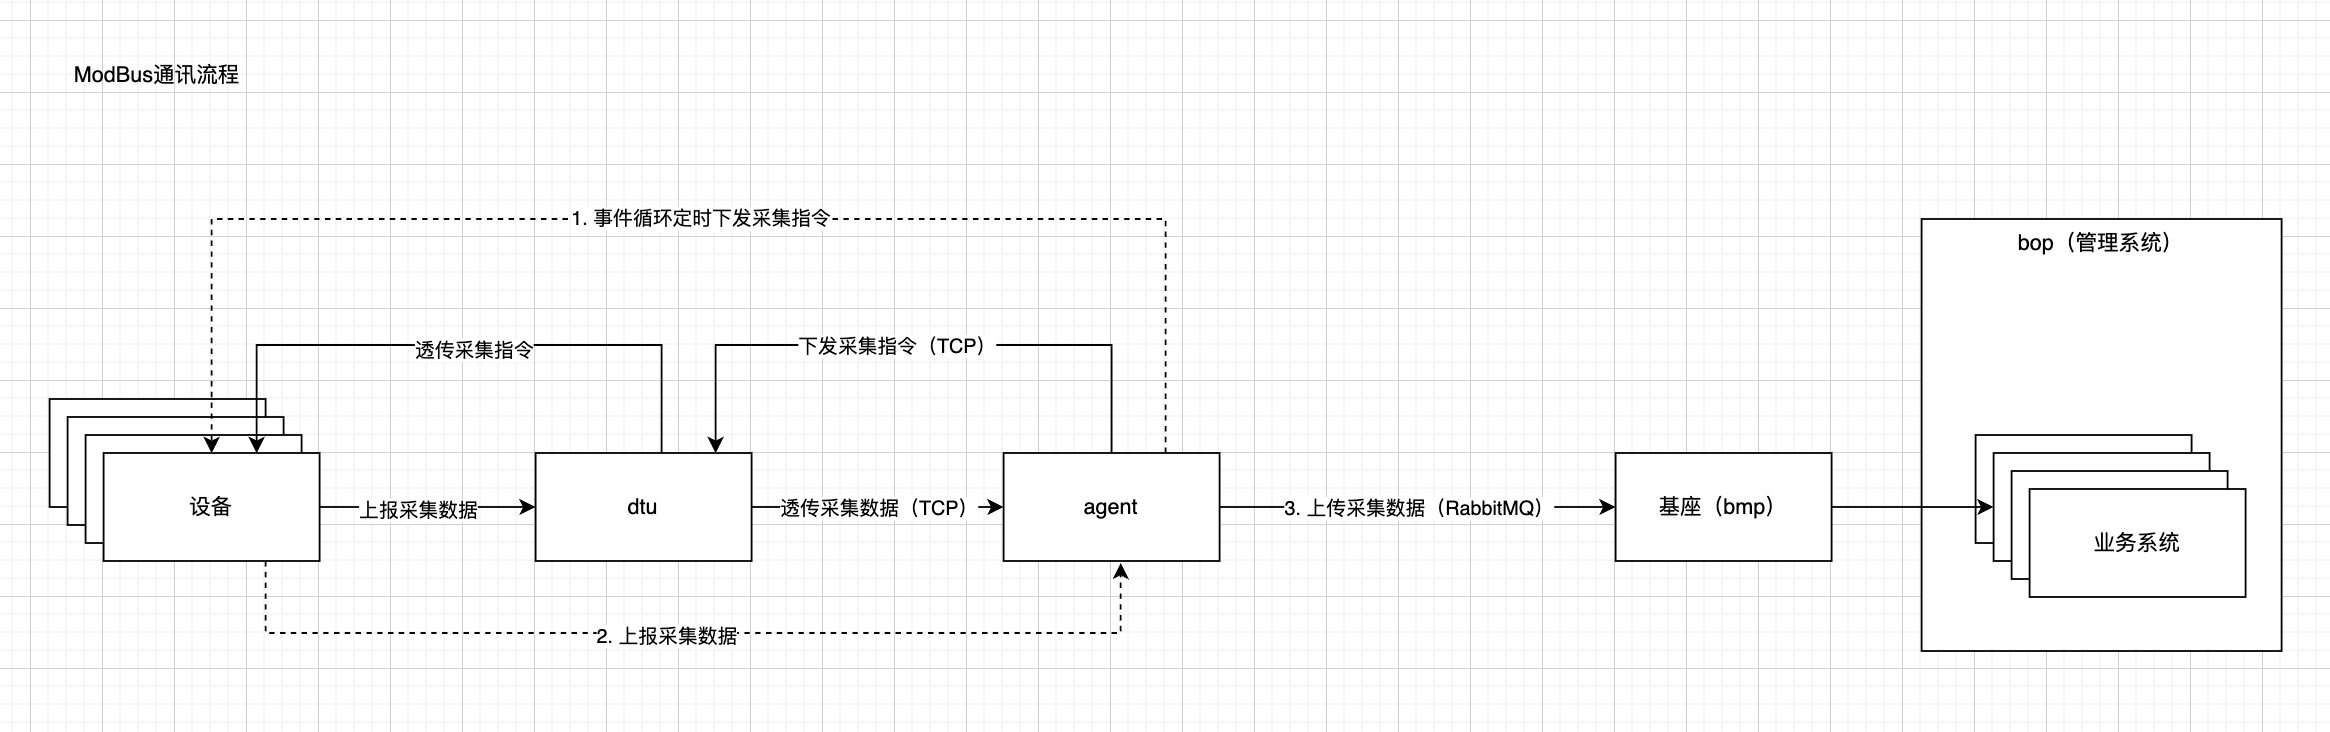 ModBus通讯流程
1. 事件循环定时下发采集指令
bop（管理系统）
透传采集指令
下发采集指令（TCP）
设备
上报采集数据
dtu
透传采集数据（TCP）
agent
3. 上传采集数据（RabbitMQ）
基座（bmp）
业务系统
2. 上报采集数据